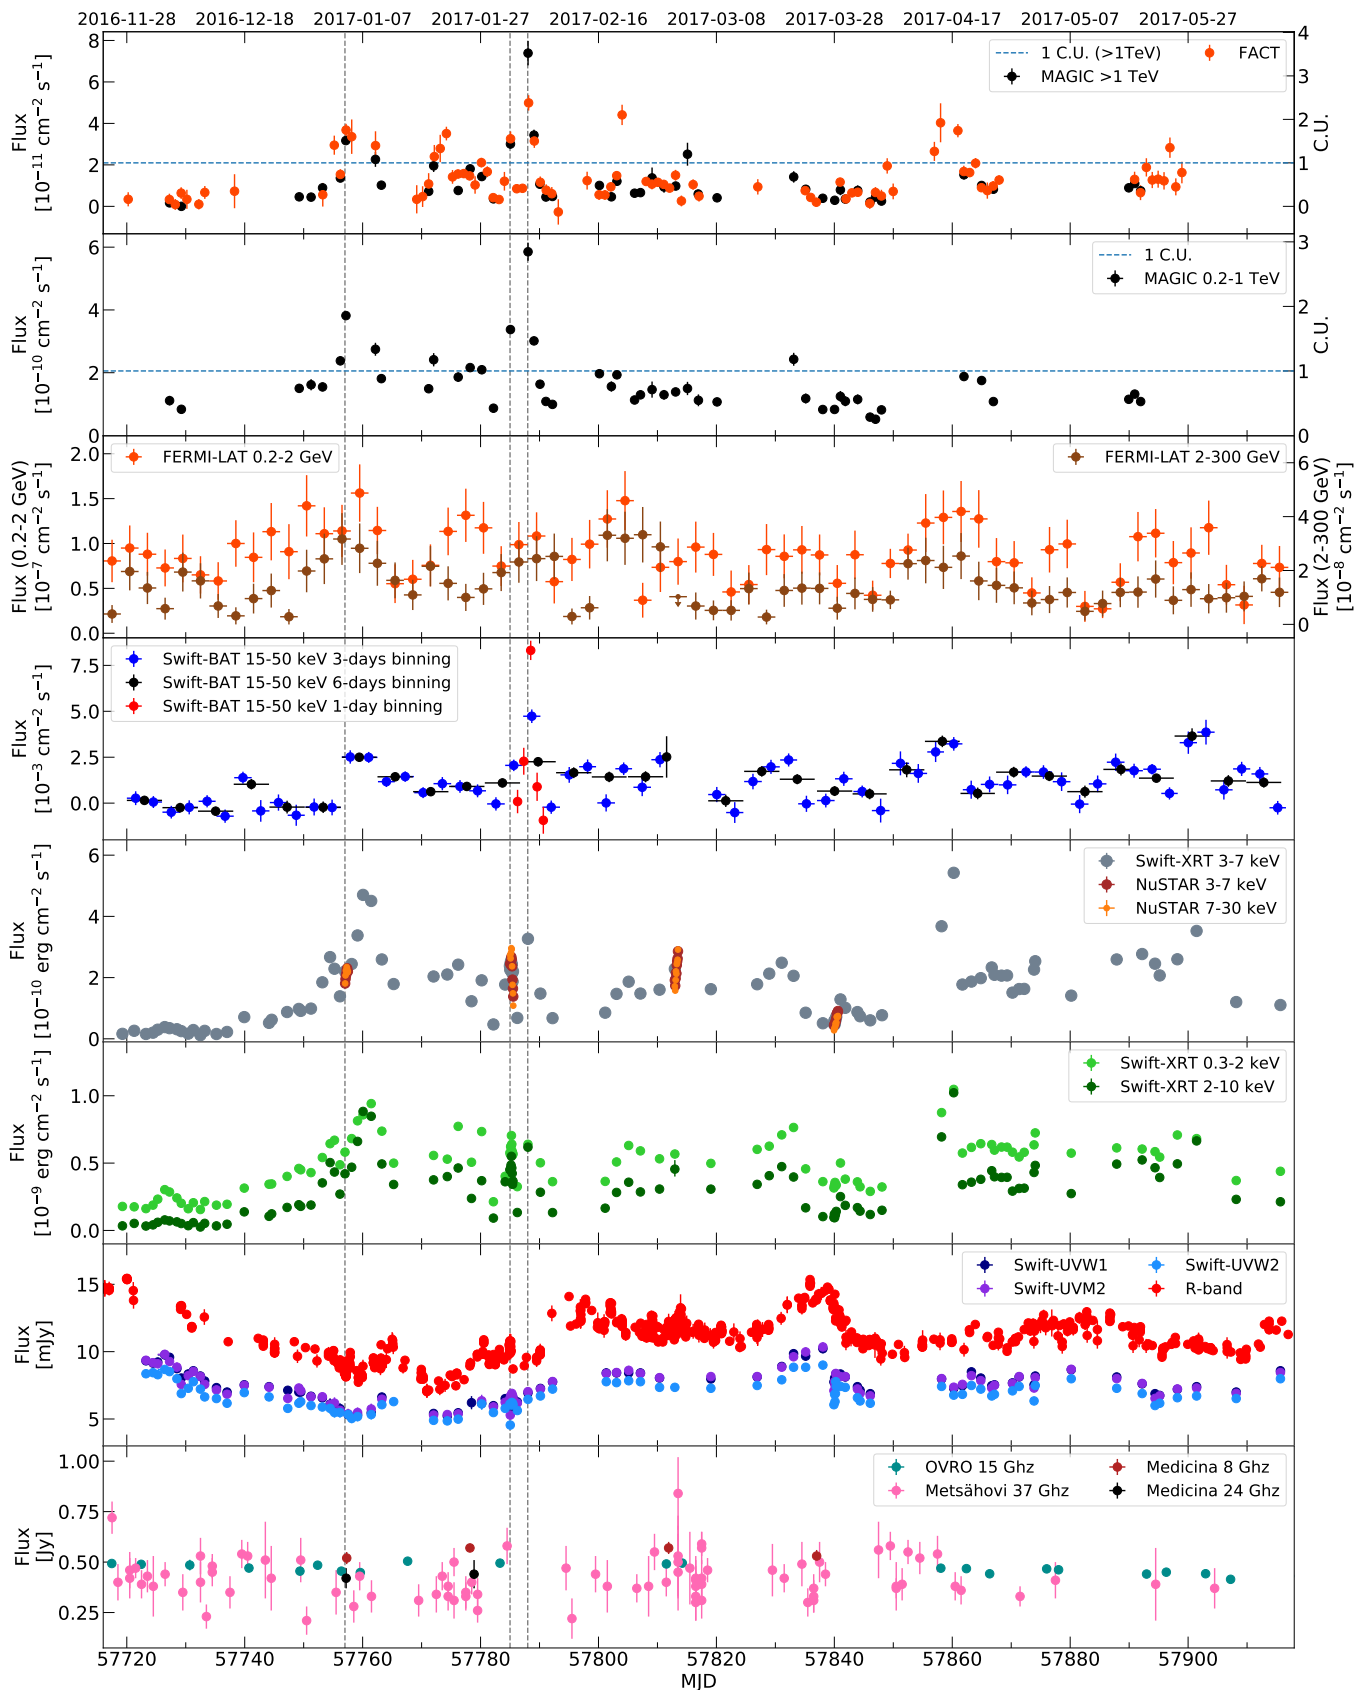 2016-11-28 2016-12-18 2017-01-07 2017-01-27 2017-02-16 2017-03-08 2017-03-28 2017-04-17 2017-05-07 2017-05-27
Flux
[10⁻¹¹ cm⁻² s⁻¹]
8
6
4
2
0
1 C.U. (>1TeV)
MAGIC >1 TeV
FACT
4
3
2
1
0
C.U.
Flux
[10⁻¹⁰ cm⁻² s⁻¹]
6
4
2
0
1 C.U.
MAGIC 0.2-1 TeV
3
2
1
0
C.U.
Flux (0.2-2 GeV)
[10⁻⁷ cm⁻² s⁻¹]
2.0
1.5
1.0
0.5
0.0
FERMI-LAT 0.2-2 GeV
FERMI-LAT 2-300 GeV
6
4
2
0
Flux (2-300 GeV)
[10⁻⁸ cm⁻² s⁻¹]
Flux
[10⁻³ cm⁻² s⁻¹]
7.5
5.0
2.5
0.0
Swift-BAT 15-50 keV 3-days binning
Swift-BAT 15-50 keV 6-days binning
Swift-BAT 15-50 keV 1-day binning
Flux
[10⁻¹⁰ erg cm⁻² s⁻¹]
6
4
2
0
Swift-XRT 3-7 keV
NuSTAR 3-7 keV
NuSTAR 7-30 keV
Flux
[10⁻⁹ erg cm⁻² s⁻¹]
1.0
0.5
0.0
Swift-XRT 0.3-2 keV
Swift-XRT 2-10 keV
Flux
[mJy]
15
10
5
Swift-UVW1
Swift-UVM2
Swift-UVW2
R-band
Flux
[Jy]
1.00
0.75
0.50
0.25
OVRO 15 Ghz
Metsähovi 37 Ghz
Medicina 8 Ghz
Medicina 24 Ghz
57720 57740 57760 57780 57800 57820 57840 57860 57880 57900
MJD